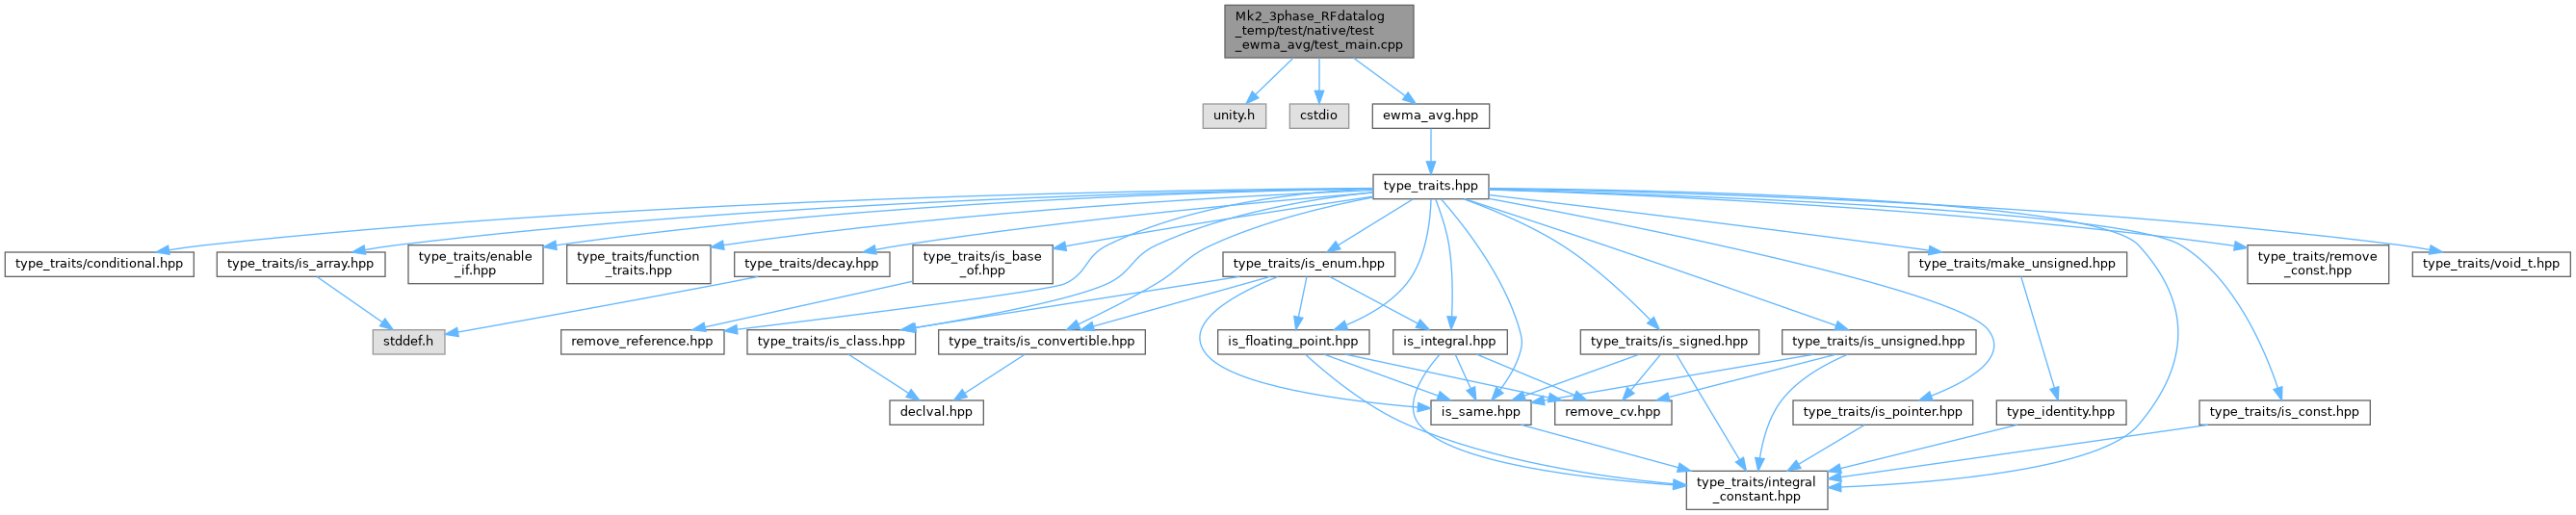 Mk2_3phase_RFdatalog
_temp/test/native/test
_ewma_avg/test_main.cpp
unity.h
cstdio
ewma_avg.hpp
type_traits.hpp
type_traits/conditional.hpp
type_traits/is_array.hpp
type_traits/enable
_if.hpp
type_traits/function
_traits.hpp
type_traits/decay.hpp
type_traits/is_base
_of.hpp
type_traits/is_enum.hpp
type_traits/make_unsigned.hpp
type_traits/remove
_const.hpp
type_traits/void_t.hpp
stddef.h
remove_reference.hpp
type_traits/is_class.hpp
type_traits/is_convertible.hpp
is_floating_point.hpp
is_integral.hpp
type_traits/is_signed.hpp
type_traits/is_unsigned.hpp
declval.hpp
is_same.hpp
remove_cv.hpp
type_traits/is_pointer.hpp
type_identity.hpp
type_traits/is_const.hpp
type_traits/integral
_constant.hpp